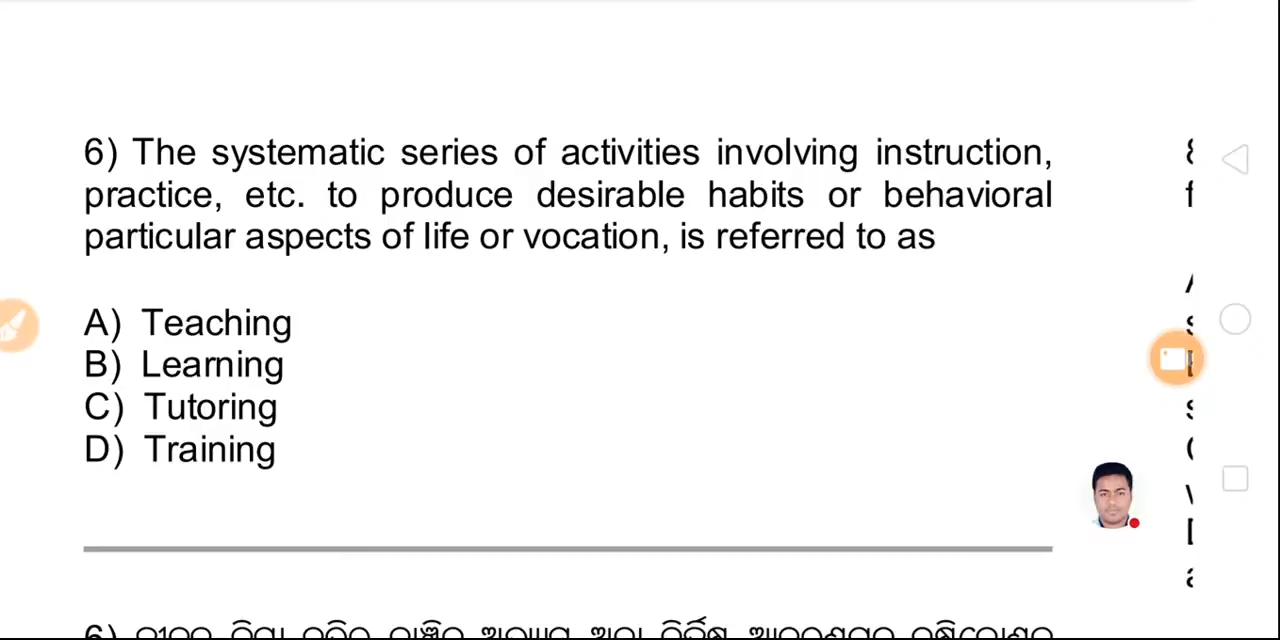 6) The systematic series of activities involving instruction,
practice, etc. to produce desirable habits or behavioral
particular aspects of life or vocation, is referred to as
A) Teaching
B) Learning
C) Tutoring
D) Training
6)